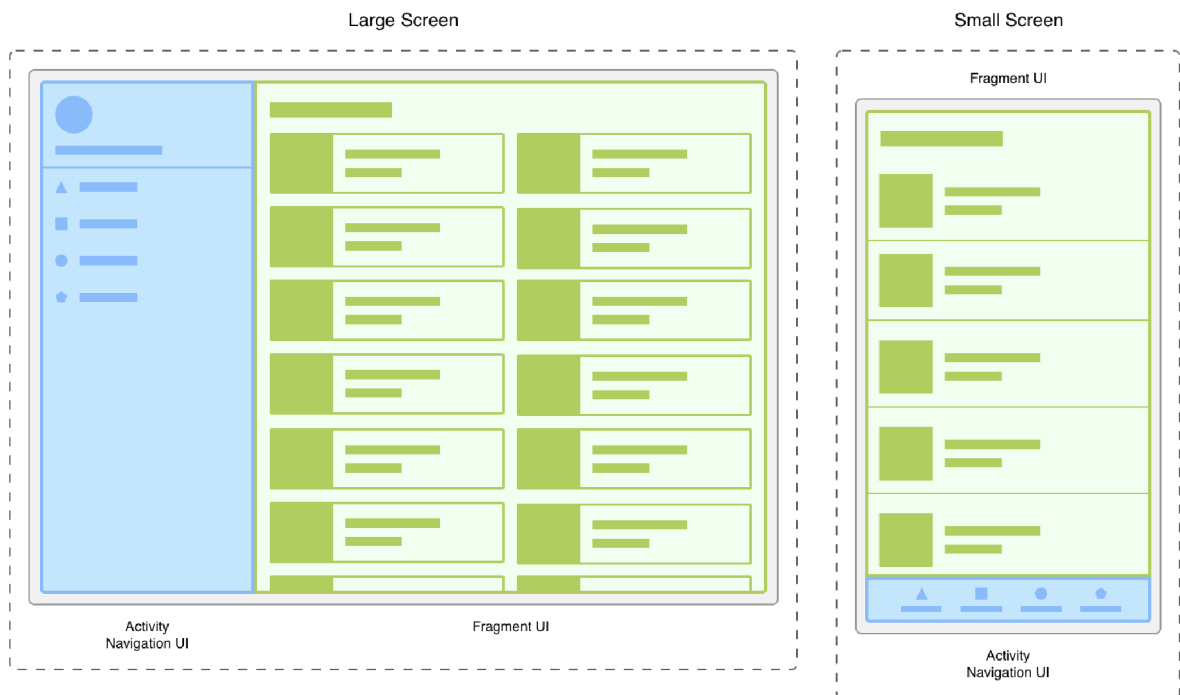 Large Screen
Activity
Navigation UI
Fragment UI
Small Screen
Fragment UI
Activity
Navigation UI